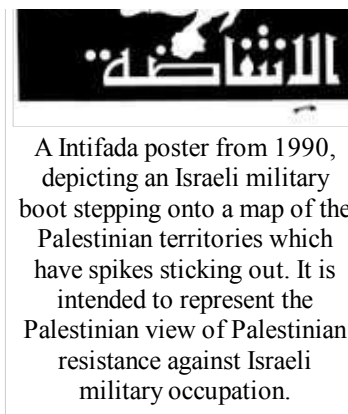 الانتفاضة
A Intifada poster from 1990,
depicting an Israeli military
boot stepping onto a map of the
Palestinian territories which
have spikes sticking out. It is
intended to represent the
Palestinian view of Palestinian
resistance against Israeli
military occupation.